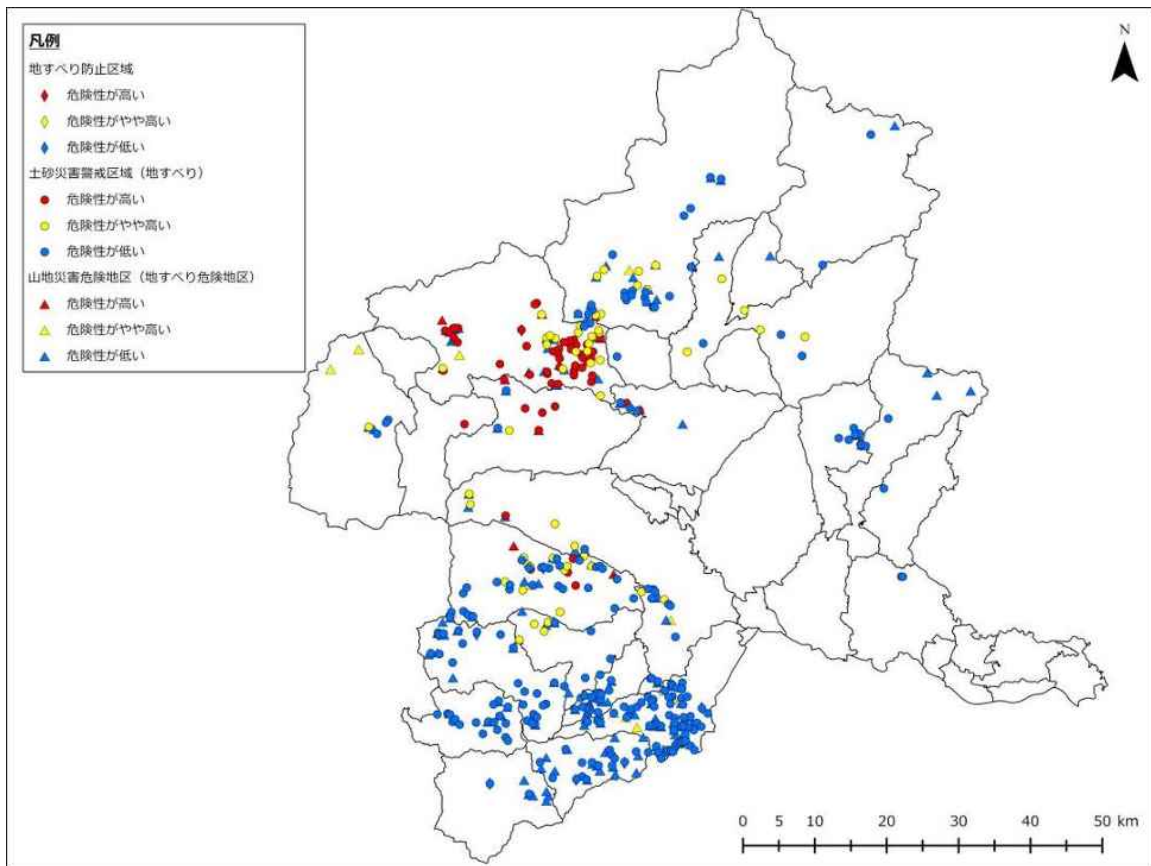 凡例
地すべり防止区域
危険性が高い
危険性がやや高い
危険性が低い
土砂災害警戒区域（地すべり）
危険性が高い
危険性がやや高い
危険性が低い
山地災害危険地区（地すべり危険地区）
危険性が高い
危険性がやや高い
危険性が低い
N
0 5 10 20 30 40 50 km